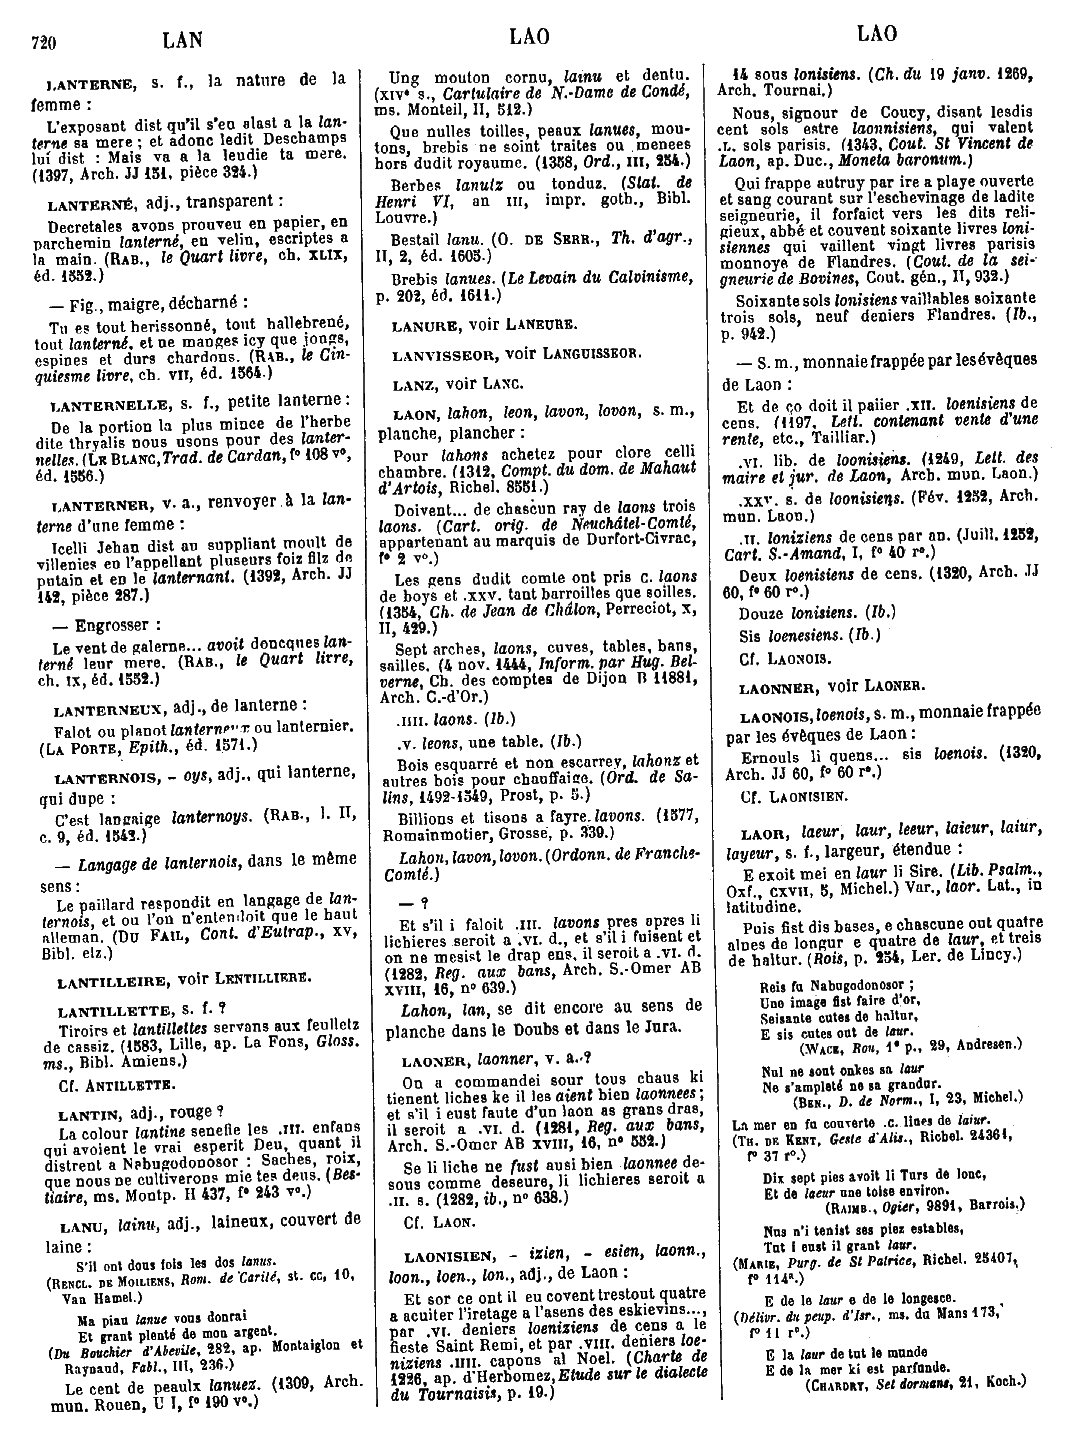 720 LAN LAO LAO
LANTERNE, s. f., la nature de la
femme :
L'exposant dist qu'il s'en alast a la lan-
terne sa mere ; et adonc ledit Deschamps
lui dist : Mais va a la leudie ta mere.
(1397, Arch. JJ 151, pièce 324.)
LANTERNÉ, adj., transparent :
Decretales avons prouveu en papier, en
parchemin lanterné, en velin, escriptes a
la main. (RAB., le Quart livre, ch. XLIX,
éd. 1552.)
— Fig., maigre, décharné :
Tu es tout herissonné, tout hallebrené,
tout lanterné, et ne manges icy que jongs,
espines et durs chardons. (RAB., le Cin-
quiesme livre, ch. VII, éd. 1564.)
LANTERNELLE, s. f., petite lanterne :
De la portion la plus mince de l'herbe
dite thryalis nous usons pour des lanter-
nelles. (LE BLANC, Trad. de Cardan, f° 108 v°,
éd. 1556.)
LANTERNER, v. a., renvoyer à la lan-
terne d'une femme :
Icelli Jehan dist au suppliant moult de
villenies en l'appellant pluseurs foiz filz de
putain et en le lanternant. (1392, Arch. JJ
142, pièce 287.)
— Engrosser :
Le vent de galerne... avoit doncques lan-
terné leur mere. (RAB., le Quart livre,
ch. IX, éd. 1552.)
LANTERNEUX, adj., de lanterne :
Falot ou planot lanterneux ou lanternier.
(LA PORTE, Epith., éd. 1571.)
LANTERNOIS, - oys, adj., qui lanterne,
qui dupe :
C'est langaige lanternoys. (RAB., l. II,
c. 9, éd. 1542.)
— Langage de lanternois, dans le même
sens :
Le paillard respondit en langage de lan-
ternois, et ou l'on n'entendoit que le haut
alleman. (DU FAIL, Cont. d'Eutrap., XV,
Bibl. elz.)
LANTILLEIRE, voir LENTILLIERE.
LANTILLETTE, s. f. ?
Tiroirs et lantillettes servans aux feulletz
de cassiz. (1583, Lille, ap. La Fons, Gloss.
ms., Bibl. Amiens.)
Cf. ANTILLETTE.
LANTIN, adj., rouge ?
La colour lantine senefie les .III. enfans
qui avoient le vrai esperit Deu, quant il
distrent a Nabugodonosor : Saches, roix,
que nous ne cultiverons mie tes deus. (Bes-
tiaire, ms. Montp. H 437, f° 243 v°.)
LANU, lainu, adj., laineux, couvert de
laine :
S'il ont dous fois les dos lanus.
(RENCL. DE MOILIENS, Rom. de Carité, st. CC, 10,
Van Hamel.)
Ma piau lanue vous donrai
Et grant plenté de mon argent.
(Du Bouchier d'Abevile, 282, ap. Montaiglon et
Raynaud, Fabl., III, 236.)
Le cent de peaulx lanuez. (1309, Arch.
mun. Rouen, U I, f° 190 v°.)
Ung mouton cornu, lainu et dentu.
(XIVe s., Cartulaire de N.-Dame de Condé,
ms. Monteil, II, 512.)
Que nulles toilles, peaux lanues, mou-
tons, brebis ne soint traites ou menees
hors dudit royaume. (1358, Ord., III, 254.)
Berbes lanutz ou tonduz. (Stat. de
Henri VI, an III, impr. goth., Bibl.
Louvre.)
Bestail lanu. (O. DE SERR., Th. d'agr.,
II, 2, éd. 1605.)
Brebis lanues. (Le Levain du Calvinisme,
p. 202, éd. 1611.)
LANURE, voir LANEURE.
LANVISSEOR, voir LANGUISSEOR.
LANZ, voir LANC.
LAON, lahon, leon, lavon, lovon, s. m.,
planche, plancher :
Pour lahons achetez pour clore celli
chambre. (1312, Compt. du dom. de Mahaut
d'Artois, Richel. 8551.)
Doivent... de chascun ray de laons trois
laons. (Cart. orig. de Neuchâtel-Comté,
appartenant au marquis de Durfort-Civrac,
f° 2 v°.)
Les gens dudit comte ont pris C. laons
de boys et .XXV. tant barroilles que soilles.
(1354, Ch. de Jean de Châlon, Perreciot, X,
II, 429.)
Sept arches, laons, cuves, tables, bans,
sailles. (4 nov. 1444, Inform. par Hug. Bel-
verne, Ch. des comptes de Dijon B 11881,
Arch. C.-d'Or.)
.IIII. laons. (Ib.)
.V. leons, une table. (Ib.)
Bois esquarré et non escarrey, lahonz et
autres bois pour chauffaige. (Ord. de Sa-
lins, 1492-1549, Prost, p. 5.)
Billions et tisons a fayre lavons. (1577,
Romainmotier, Grosse, p. 339.)
Lahon, lavon, lovon. (Ordonn. de Franche-
Comté.)
— ?
Et s'il i faloit .III. lavons pres apres li
lichieres seroit a .VI. d., et s'il i fuisent et
on ne mesist le drap ens, il seroit a .VI. d.
(1282, Reg. aux bans, Arch. S.-Omer AB
XVIII, 16, n° 639.)
Lahon, lan, se dit encore au sens de
planche dans le Doubs et dans le Jura.
LAONER, laonner, v. a. ?
On a commandei sour tous chaus ki
tienent liches ke il les aient bien laonnees ;
et s'il i eust faute d'un laon as grans dras,
il seroit a .VI. d. (1281, Reg. aux bans,
Arch. S.-Omer AB XVIII, 16, n° 552.)
Se li liche ne fust ausi bien laonnee de-
sous comme deseure, li lichieres seroit a
.II. s. (1282, ib., n° 638.)
Cf. LAON.
LAONISIEN, - izien, - esien, laonn.,
loon., loen., lon., adj., de Laon :
Et sor ce ont il eu covent trestout quatre
a acuiter l'iretage a l'asens des eskievins...,
par .VI. deniers loeniziens de cens a le
fieste Saint Remi, et par .VIII. deniers loe-
niziens .IIII. capons al Noel. (Charte de
1226, ap. d'Herbomez, Etude sur le dialecte
du Tournaisis, p. 19.)
14 sous lonisiens. (Ch. du 19 janv. 1269,
Arch. Tournai.)
Nous, signour de Coucy, disant lesdis
cent sols estre laonnisiens, qui valent
.L. sols parisis. (1343, Cout. St Vincent de
Laon, ap. Duc., Moneta baronum.)
Qui frappe autruy par ire a playe ouverte
et sang courant sur l'eschevinage de ladite
seigneurie, il forfaict vers les dits reli-
gieux, abbé et couvent soixante livres loni-
siennes qui vaillent vingt livres parisis
monnoye de Flandres. (Cout. de la sei-
gneurie de Bovines, Cout. gén., II, 932.)
Soixante sols lonisiens vaillables soixante
trois sols, neuf deniers Flandres. (Ib.,
p. 942.)
— S. m., monnaie frappée par les évêques
de Laon :
Et de ço doit il paiier .XII. loenisiens de
cens. (1197, Lett. contenant vente d'une
rente, etc., Tailliar.)
.VI. lib. de loonisiens. (1249, Lett. des
maire et jur. de Laon, Arch. mun. Laon.)
.XXV. s. de loonisiens. (Fév. 1252, Arch.
mun. Laon.)
.II. loniziens de cens par an. (Juill. 1252,
Cart. S.-Amand, I, f° 40 r°.)
Deux loenisiens de cens. (1320, Arch. JJ
60, f° 60 r°.)
Douze lonisiens. (Ib.)
Sis loenesiens. (Ib.)
Cf. LAONOIS.
LAONNER, voir LAONER.
LAONOIS, loenois, s. m., monnaie frappée
par les évêques de Laon :
Ernouls li quens... sis loenois. (1320,
Arch. JJ 60, f° 60 r°.)
Cf. LAONISIEN.
LAOR, laeur, laur, leeur, laieur, laiur,
layeur, s. f., largeur, étendue :
E exoit mei en laur li Sire. (Lib. Psalm.,
Oxf., CXVII, 5, Michel.) Var., laor. Lat., in
latitudine.
Puis fist dis bases, e chascune out quatre
alnes de longur e quatre de laur, et treis
de haltur. (Rois, p. 254, Ler. de Lincy.)
Reis fu Nabugodonosor ;
Une image fist faire d'or,
Seisante cutes de haltur,
E sis cutes out de laur.
(WACE, Rou, 1e p., 29, Andresen.)
Nul ne sont onkes sa laur
Ne s'ampleté ne sa grandur.
(BEN., D. de Norm., I, 23, Michel.)
La mer en fu couverte .c. liues de laiur.
(TH. DE KENT, Geste d'Alis., Richel. 24364,
f° 37 r°.)
Dix sept pies avoit li Turs de lonc,
Et de laeur une toise environ.
(RAIMB., Ogier, 9891, Barrois.)
Nus n'i tenist ses piez estables,
Tut i eust il grant laur.
(MARIE, Purg. de St Patrice, Richel. 25407,
f° 114a.)
E de le laur e de le longesce.
(Délivr. du peup. d'Isr., ms. du Mans 173,
f° 11 r°.)
E la laur de tut le munde
E de la mer ki est parfunde.
(CHARDRY, Set dormans, 21, Koch.)